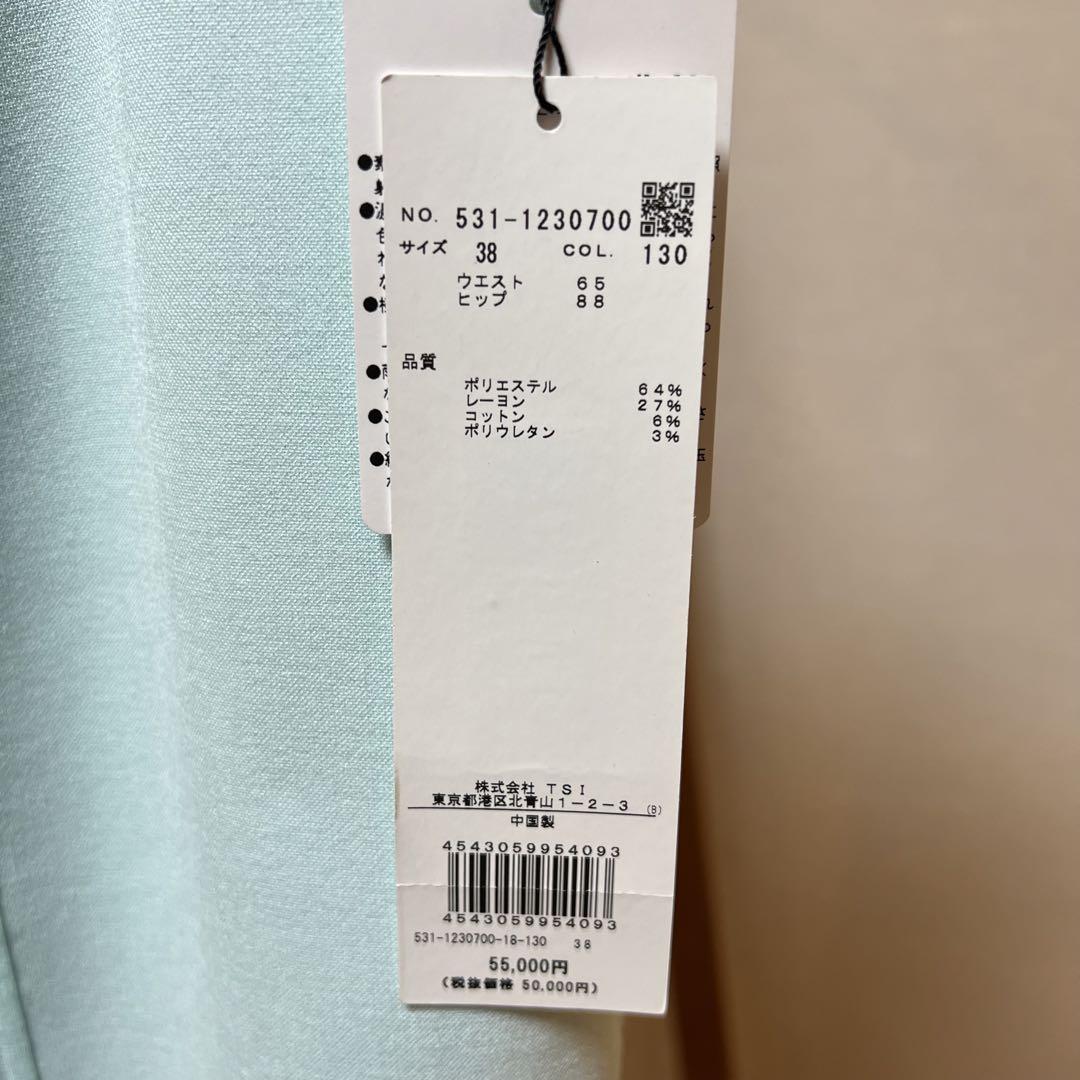 NO. 531-1230700
サイズ 38 COL. 130
ウエスト 65
ヒップ 88
品質
ポリエステル 64%
レーヨン 27%
コットン 6%
ポリウレタン 3%
株式会社 TSI
東京都港区北青山1-2-3 (B)
中国製
4543059954093
4543059954093
531-1230700-18-130 38
55,000円
(税抜価格 50,000円)